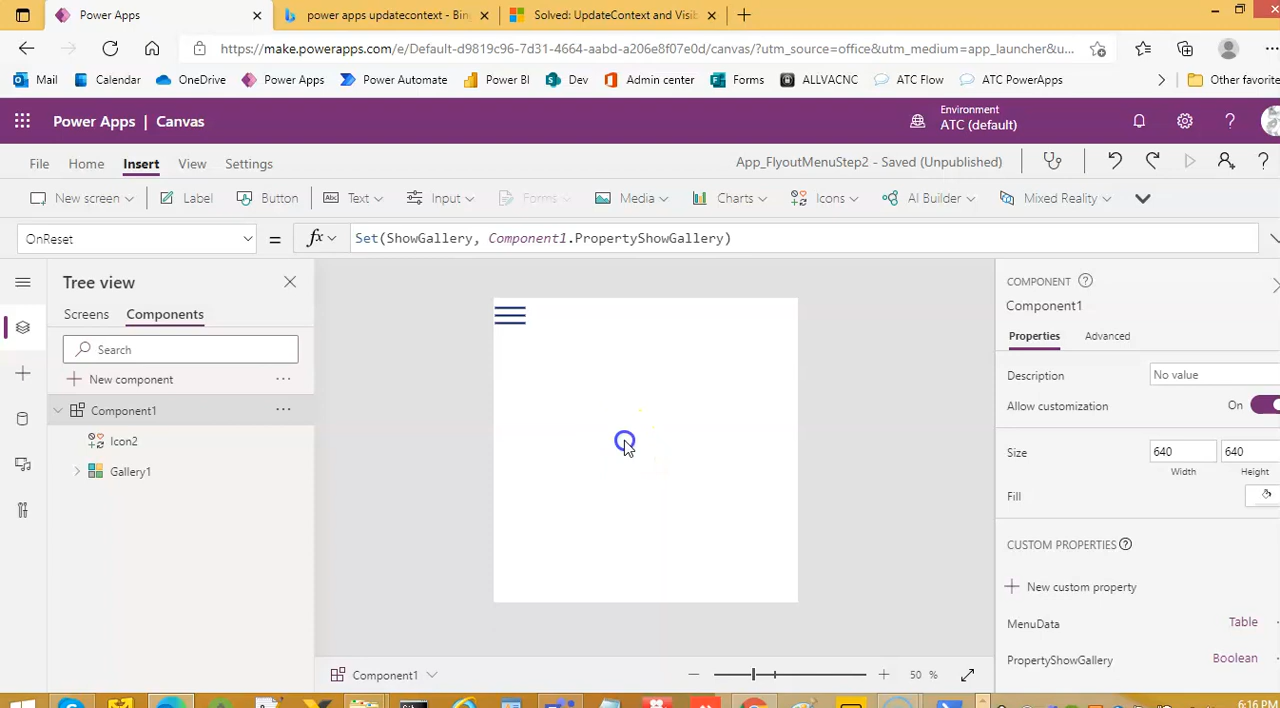 Power Apps
power apps updatecontext - Bin
Solved: UpdateContext and Visib
https://make.powerapps.com/e/Default-d9819c96-7d31-4664-aabd-a206e8f07e0d/canvas/?utm_source=office&utm_medium=app_launcher&u...
Mail Calendar OneDrive Power Apps Power Automate Power BI Dev Admin center Forms ALLVACNC ATC Flow ATC PowerApps Other favorite
Power Apps | Canvas
Environment
ATC (default)
File Home Insert View Settings
App_FlyoutMenuStep2 - Saved (Unpublished)
New screen Label Button Text Input Forms Media Charts Icons AI Builder Mixed Reality
OnReset = fx Set(ShowGallery, Component1.PropertyShowGallery)
Tree view
Screens Components
Search
New component
Component1
Icon2
Gallery1
COMPONENT
Component1
Properties Advanced
Description No value
Allow customization On
Size 640 640
Width Height
Fill
CUSTOM PROPERTIES
New custom property
MenuData Table
PropertyShowGallery Boolean
Component1
50 %
6:16 PM